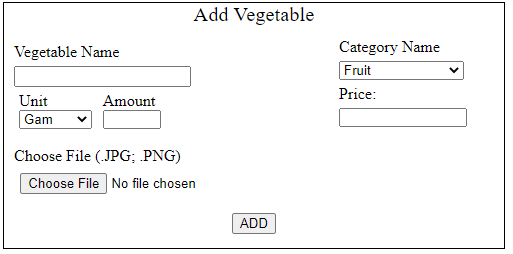 Add Vegetable
Vegetable Name
Category Name
Fruit
Unit
Amount
Price:
Gam
Choose File (.JPG; .PNG)
Choose File No file chosen
ADD